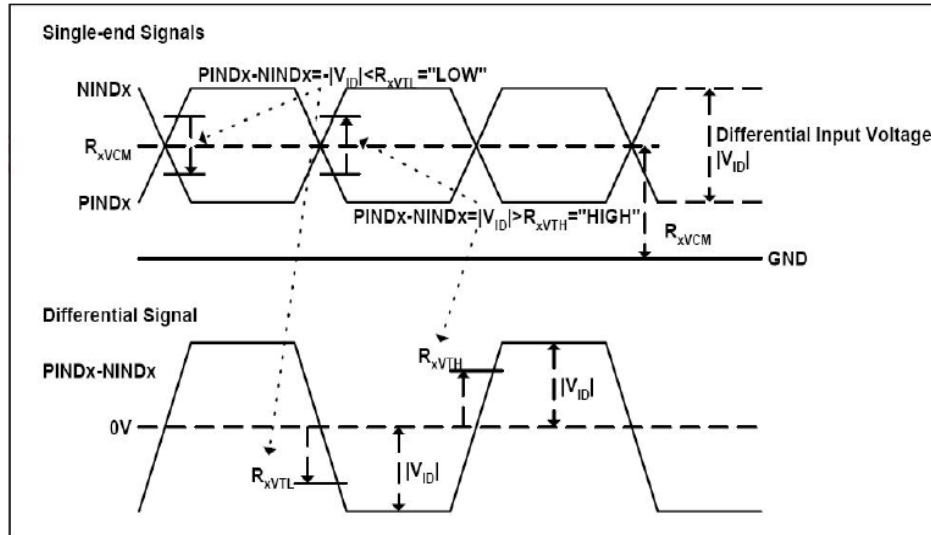 Single-end Signals
PINDx-NINDx=-|VID|<RxVTL="LOW"
NINDx
Differential Input Voltage
|VID|
RxVCM
PINDx
PINDx-NINDx=|VID|>RxVTH="HIGH"
RxVCM
GND
Differential Signal
RxVTH
PINDx-NINDx
|VID|
0V
RxVTL
|VID|